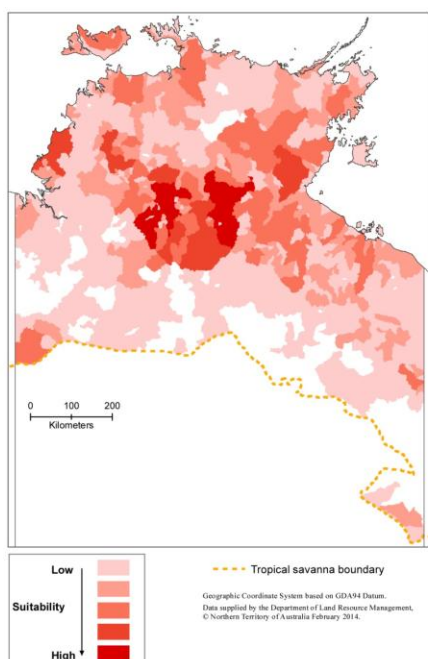 0 100 200
Kilometers
Low
Suitability
High
Tropical savanna boundary
Geographic Coordinate System based on GDA94 Datum.
Data supplied by the Department of Land Resource Management,
© Northern Territory of Australia February 2014.